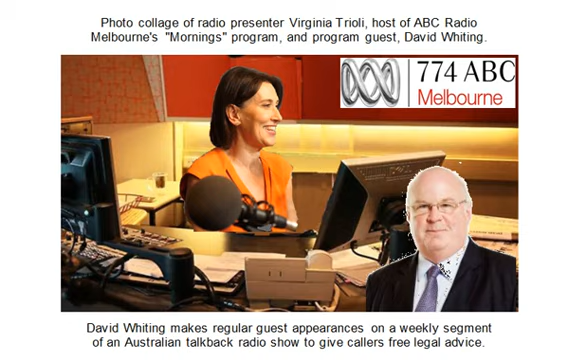 Photo collage of radio presenter Virginia Trioli, host of ABC Radio
Melbourne's "Mornings" program, and program guest, David Whiting.
774 ABC
Melbourne
David Whiting makes regular guest appearances on a weekly segment
of an Australian talkback radio show to give callers free legal advice.